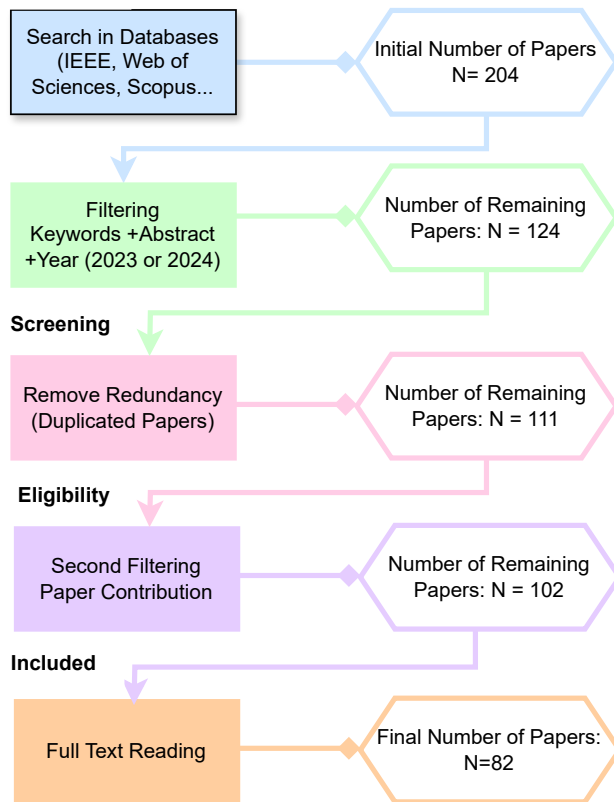 Search in Databases
(IEEE, Web of
Sciences, Scopus...
Initial Number of Papers
N= 204
Filtering
Keywords +Abstract
+Year (2023 or 2024)
Number of Remaining
Papers: N = 124
Screening
Remove Redundancy
(Duplicated Papers)
Number of Remaining
Papers: N = 111
Eligibility
Second Filtering
Paper Contribution
Number of Remaining
Papers: N = 102
Included
Full Text Reading
Final Number of Papers:
N=82